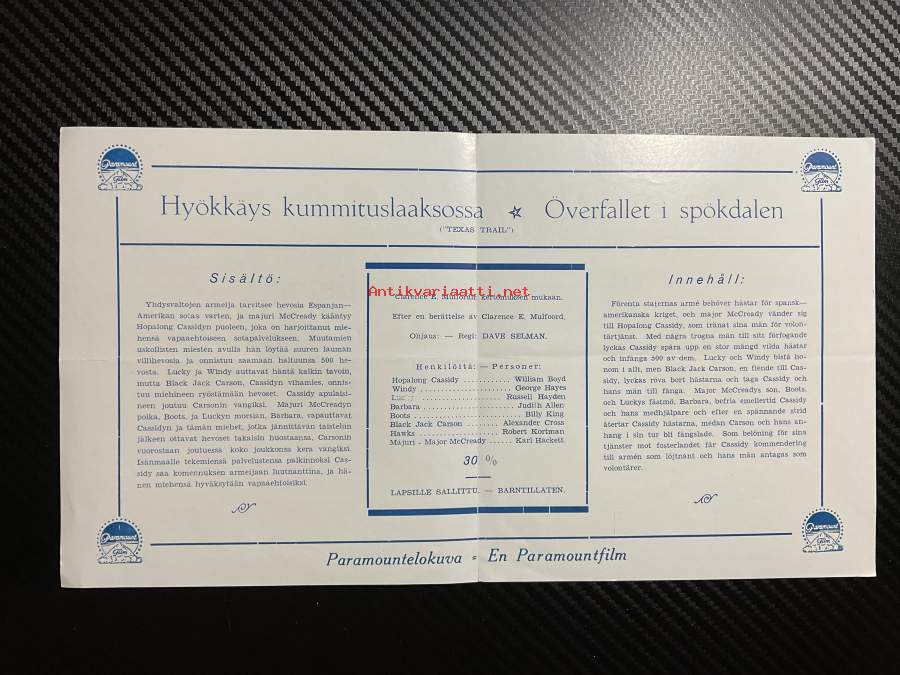 Paramount
Film
Paramount
Film
Hyökkäys kummituslaaksossa ☆ Överfallet i spökdalen
("TEXAS TRAIL")
Sisältö:
Yhdysvaltojen armeija tarvitsee hevosia Espanjan—
Amerikan sotaa varten, ja majuri McCready kääntyy
Hopalong Cassidyn puoleen, joka on harjoittanut mie-
hensä vapaaehtoiseen sotapalvelukseen. Muutamien
uskollisten miesten avulla hän löytää suuren lauman
villihevosia ja onnistuu saamaan haltuunsa 500 he-
vosta. Lucky ja Windy auttavat häntä kaikin tavoin,
mutta Black Jack Carson, Cassidyn vihamies, onnis-
tuu miehineen ryöstämään hevoset. Cassidy apulaisi-
neen joutuu Carsonin vangiksi. Majuri McCreadyn
poika, Boots, ja Luckyn morsian, Barbara, vapauttavat
Cassidyn ja tämän miehet, jotka jännittävän taistelun
jälkeen ottavat hevoset takaisin huostaansa, Carsonin
vuorostaan joutuessa koko joukkonsa kera vangiksi.
Isänmaalle tekemiensä palvelustensa palkinnoksi Cas-
sidy saa komennuksen armeijaan luutnanttina, ja hä-
nen miehensä hyväksytään vapaaehtoisiksi.
Antikvariaatti.net
Clarence E. Mulfordin kertomuksen mukaan.
Efter en berättelse av Clarence E. Mulfoord.
Ohjaus: — Regi: DAVE SELMAN.
Henkilöitä: — Personer:
Hopalong Cassidy ........... William Boyd
Windy .................... George Hayes
Russell Hayden
Barbara .................... Judith Allen
Boots ........................ Billy King
Black Jack Carson ........ Alexander Cross
Hawks .................. Robert Kortman
Majuri - Major McCready ...... Karl Hackett
30 %
LAPSILLE SALLITTU. — BARNTILLÅTEN.
Innehåll:
Förenta staternas armé behöver hästar för spansk—
amerikanska kriget, och major McCready vänder sig
till Hopalong Cassidy, som tränat sina män för volon-
tärtjänst. Med några trogna män till sitt förfogande
lyckas Cassidy spåra upp en stor mängd vilda hästar
och infånga 500 av dem. Lucky och Windy bistå ho-
nom i allt, men Black Jack Carson, en fiende till Cas-
sidy, lyckas röva bort hästarna och taga Cassidy och
hans män till fånga. Major McCreadys son, Boots,
och Luckys fästmö, Barbara, befria emellertid Cassidy
och hans medhjälpare och efter en spännande strid
återtar Cassidy hästarna, medan Carson och hans an-
hang i sin tur bli fängslade. Som belöning för sina
tjänster mot fosterlandet får Cassidy kommendering
till armén som löjtnant och hans män antagas som
volontärer.
Paramount
Film
Paramount
Film
Paramountelokuva - En Paramountfilm